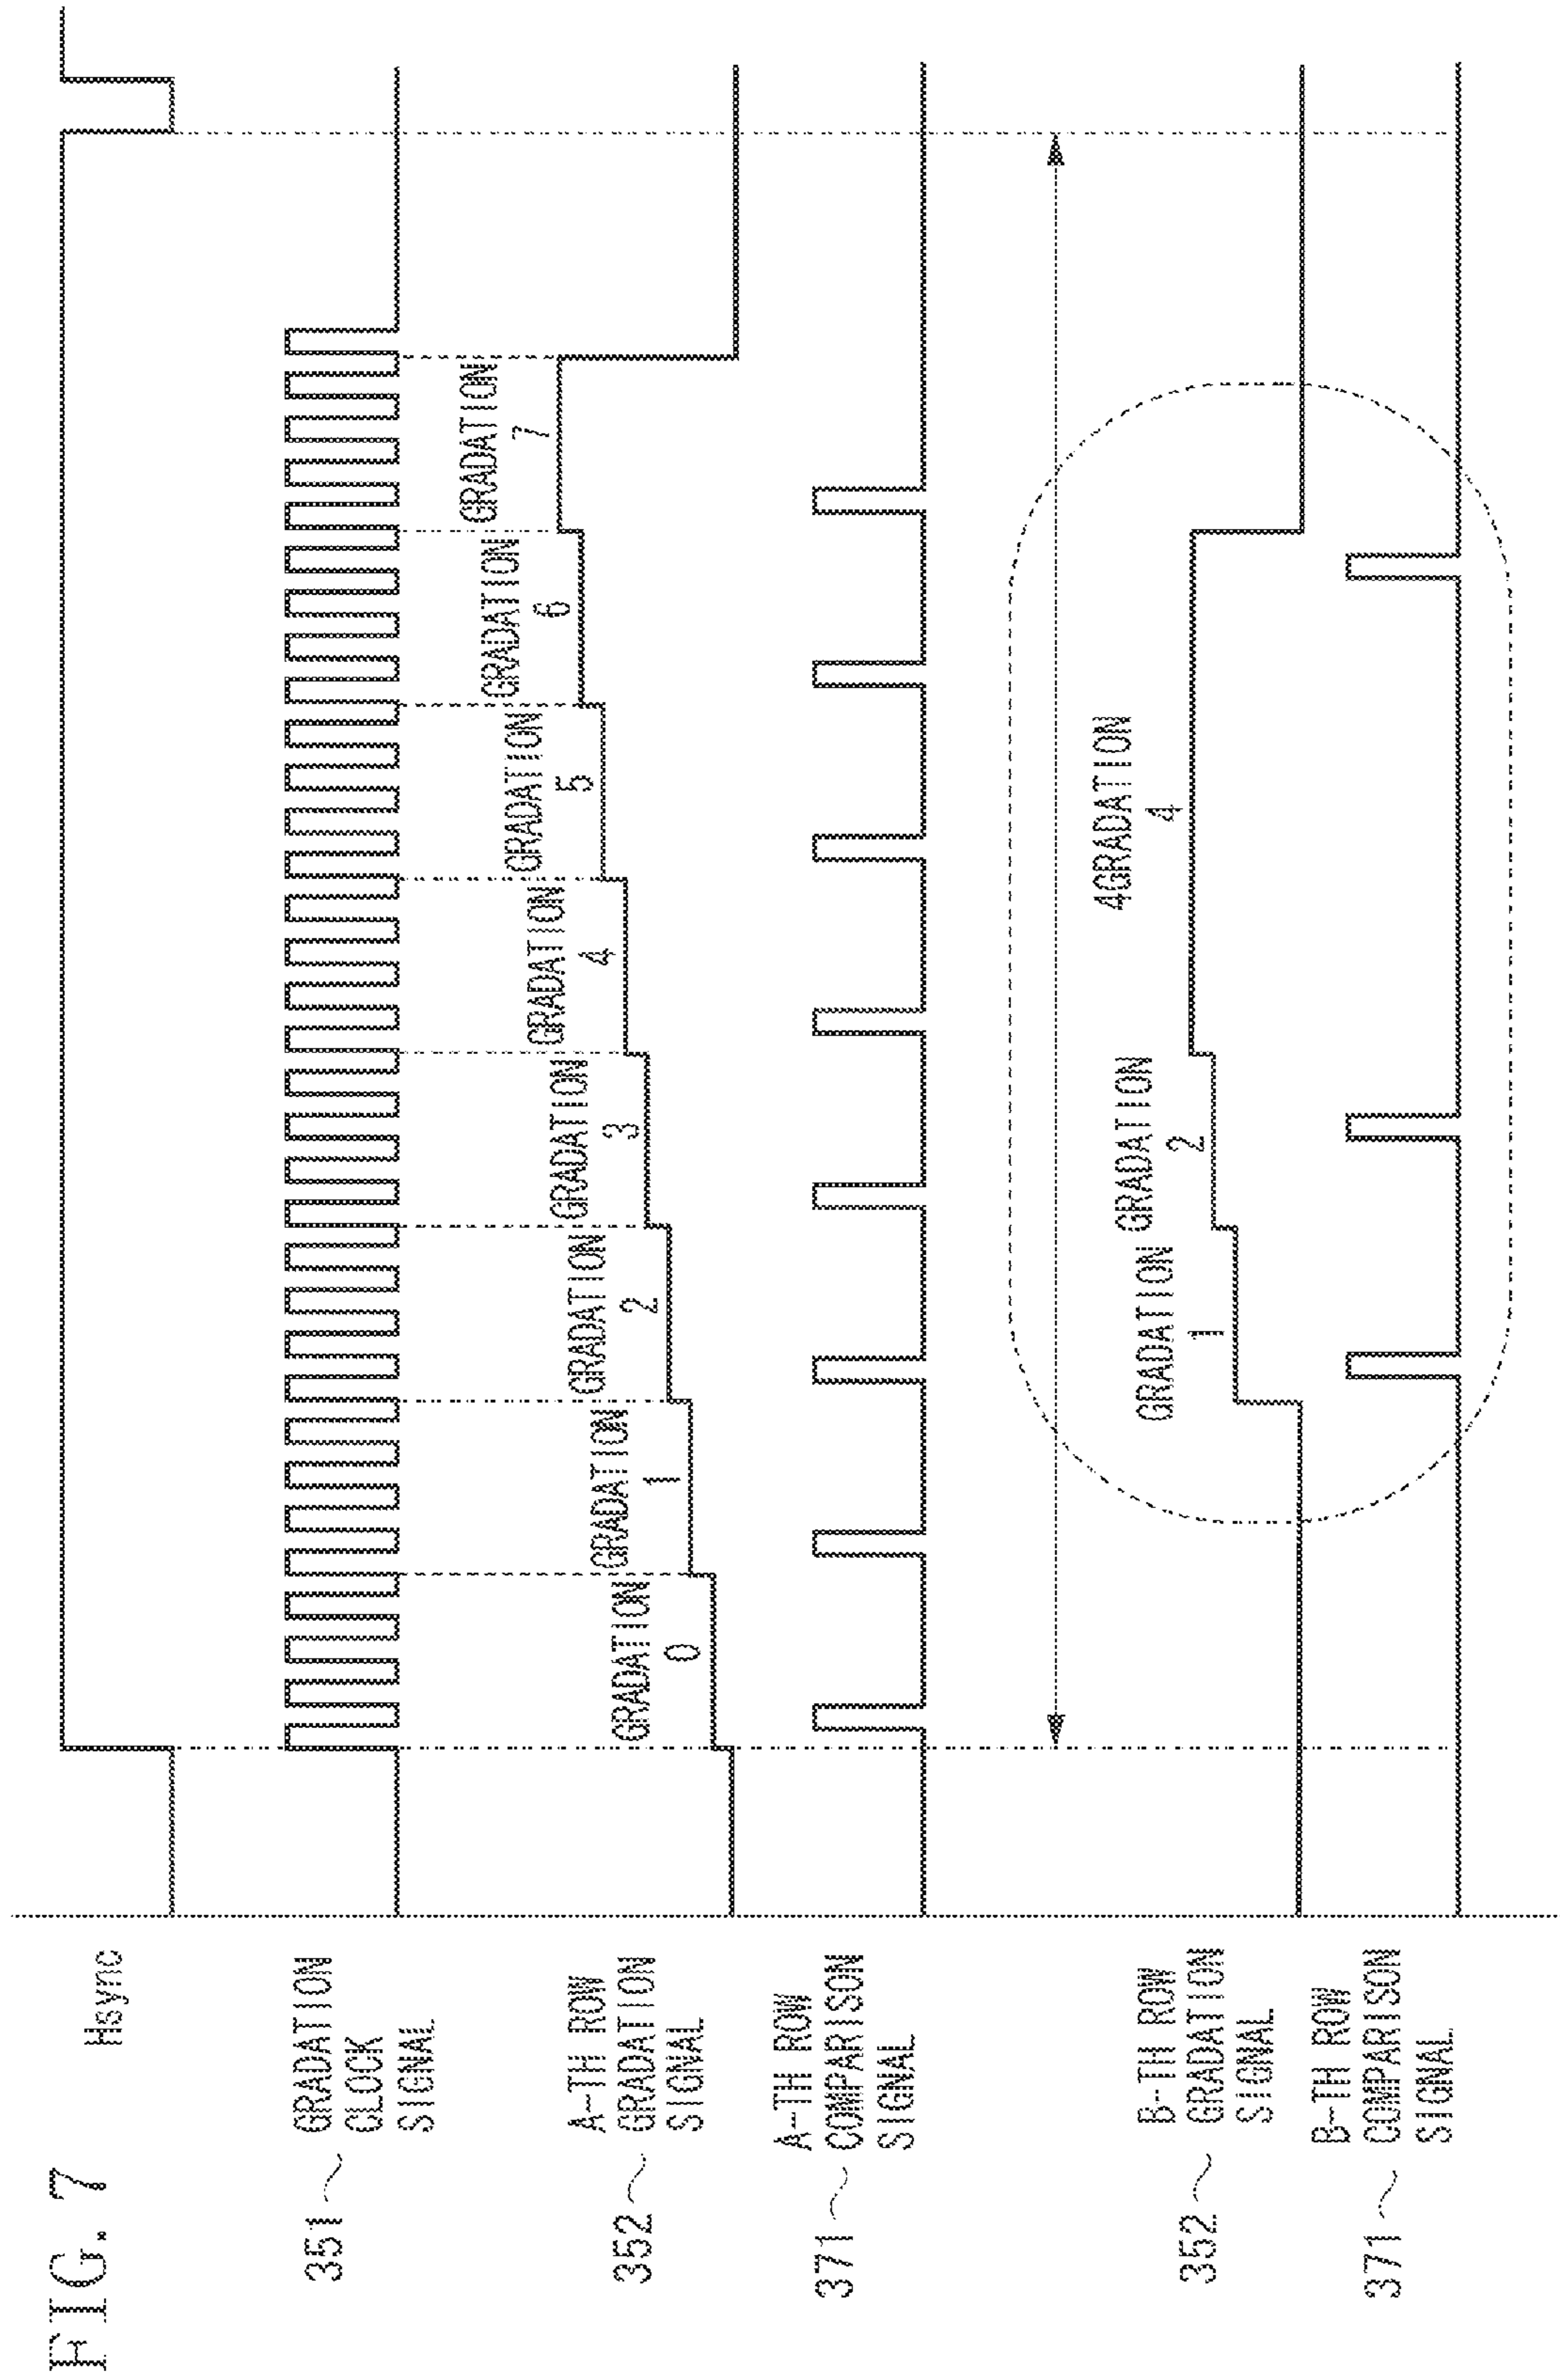 FIG. 7
Hsync
351
GRADATION
CLOCK
SIGNAL
352
A-TH ROW
GRADATION
SIGNAL
GRADATION
0
GRADATION
1
GRADATION
2
GRADATION
3
GRADATION
4
GRADATION
5
GRADATION
6
GRADATION
7
371
A-TH ROW
COMPARISON
SIGNAL
352
B-TH ROW
GRADATION
SIGNAL
GRADATION
1
GRADATION
2
4GRADATION
4
371
B-TH ROW
COMPARISON
SIGNAL